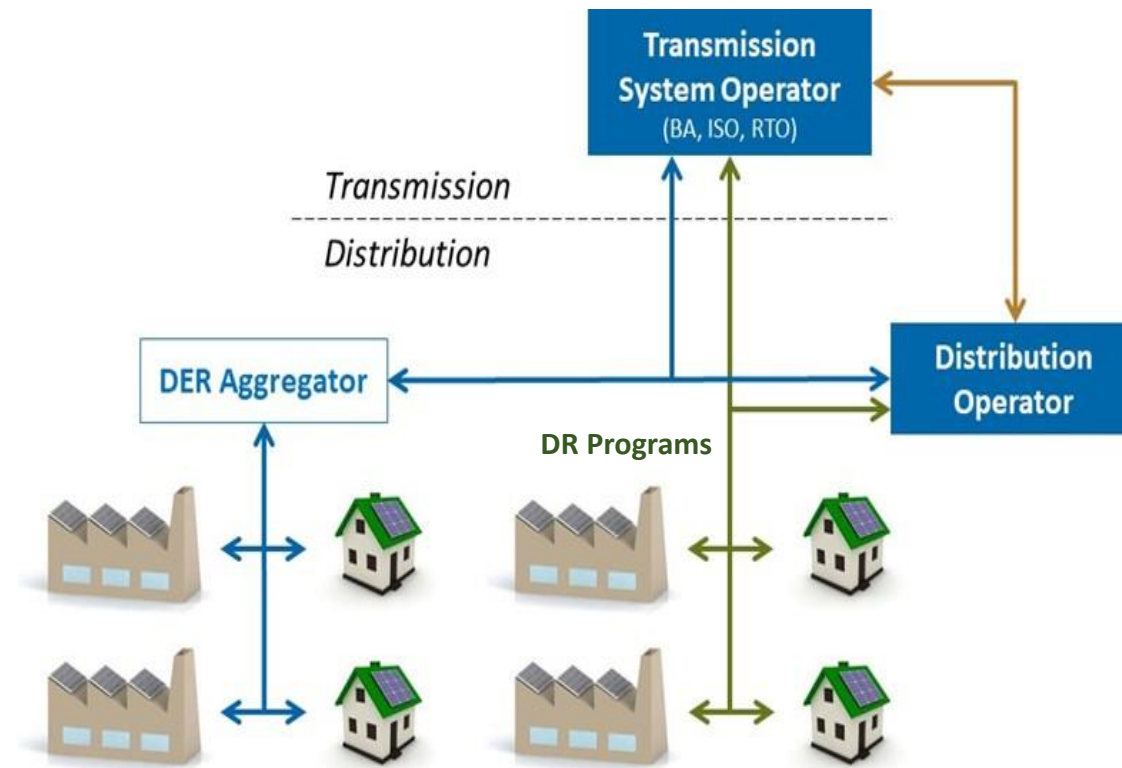 Transmission
System Operator
(BA, ISO, RTO)
Transmission
Distribution
DER Aggregator
Distribution
Operator
DR Programs